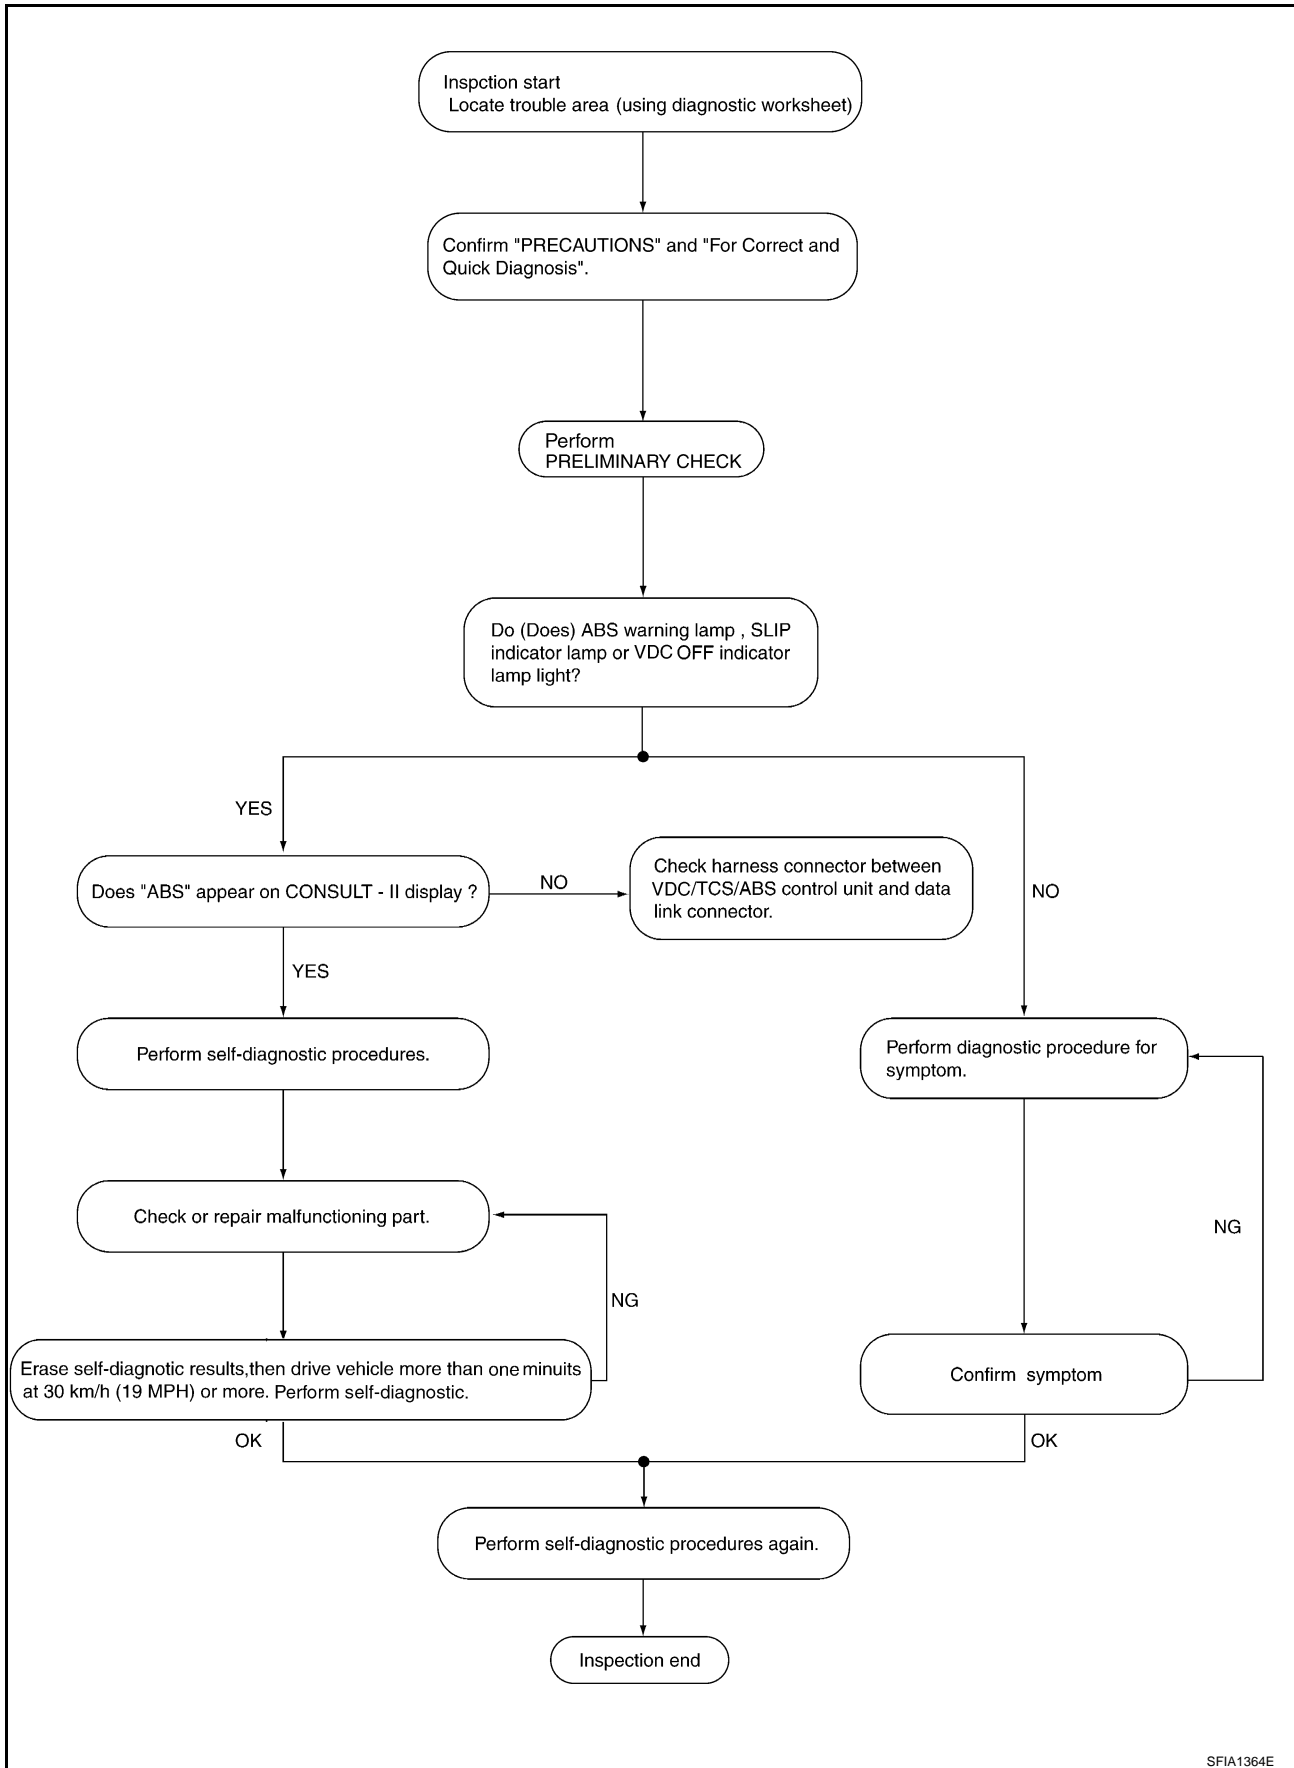 Inspction start
Locate trouble area (using diagnostic worksheet)
Confirm "PRECAUTIONS" and "For Correct and
Quick Diagnosis".
Perform
PRELIMINARY CHECK
Do (Does) ABS warning lamp , SLIP
indicator lamp or VDC OFF indicator
lamp light?
YES
NO
Does "ABS" appear on CONSULT - II display ?
NO
Check harness connector between
VDC/TCS/ABS control unit and data
link connector.
YES
Perform self-diagnostic procedures.
Perform diagnostic procedure for
symptom.
Check or repair malfunctioning part.
NG
NG
Erase self-diagnotic results,then drive vehicle more than one minuits
at 30 km/h (19 MPH) or more. Perform self-diagnostic.
Confirm symptom
OK
OK
Perform self-diagnostic procedures again.
Inspection end
SFIA1364E